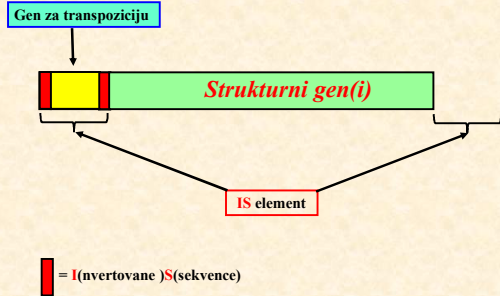 Gen za transpoziciju
Strukturni gen(i)
IS element
= I(nvertovane )S(sekvence)